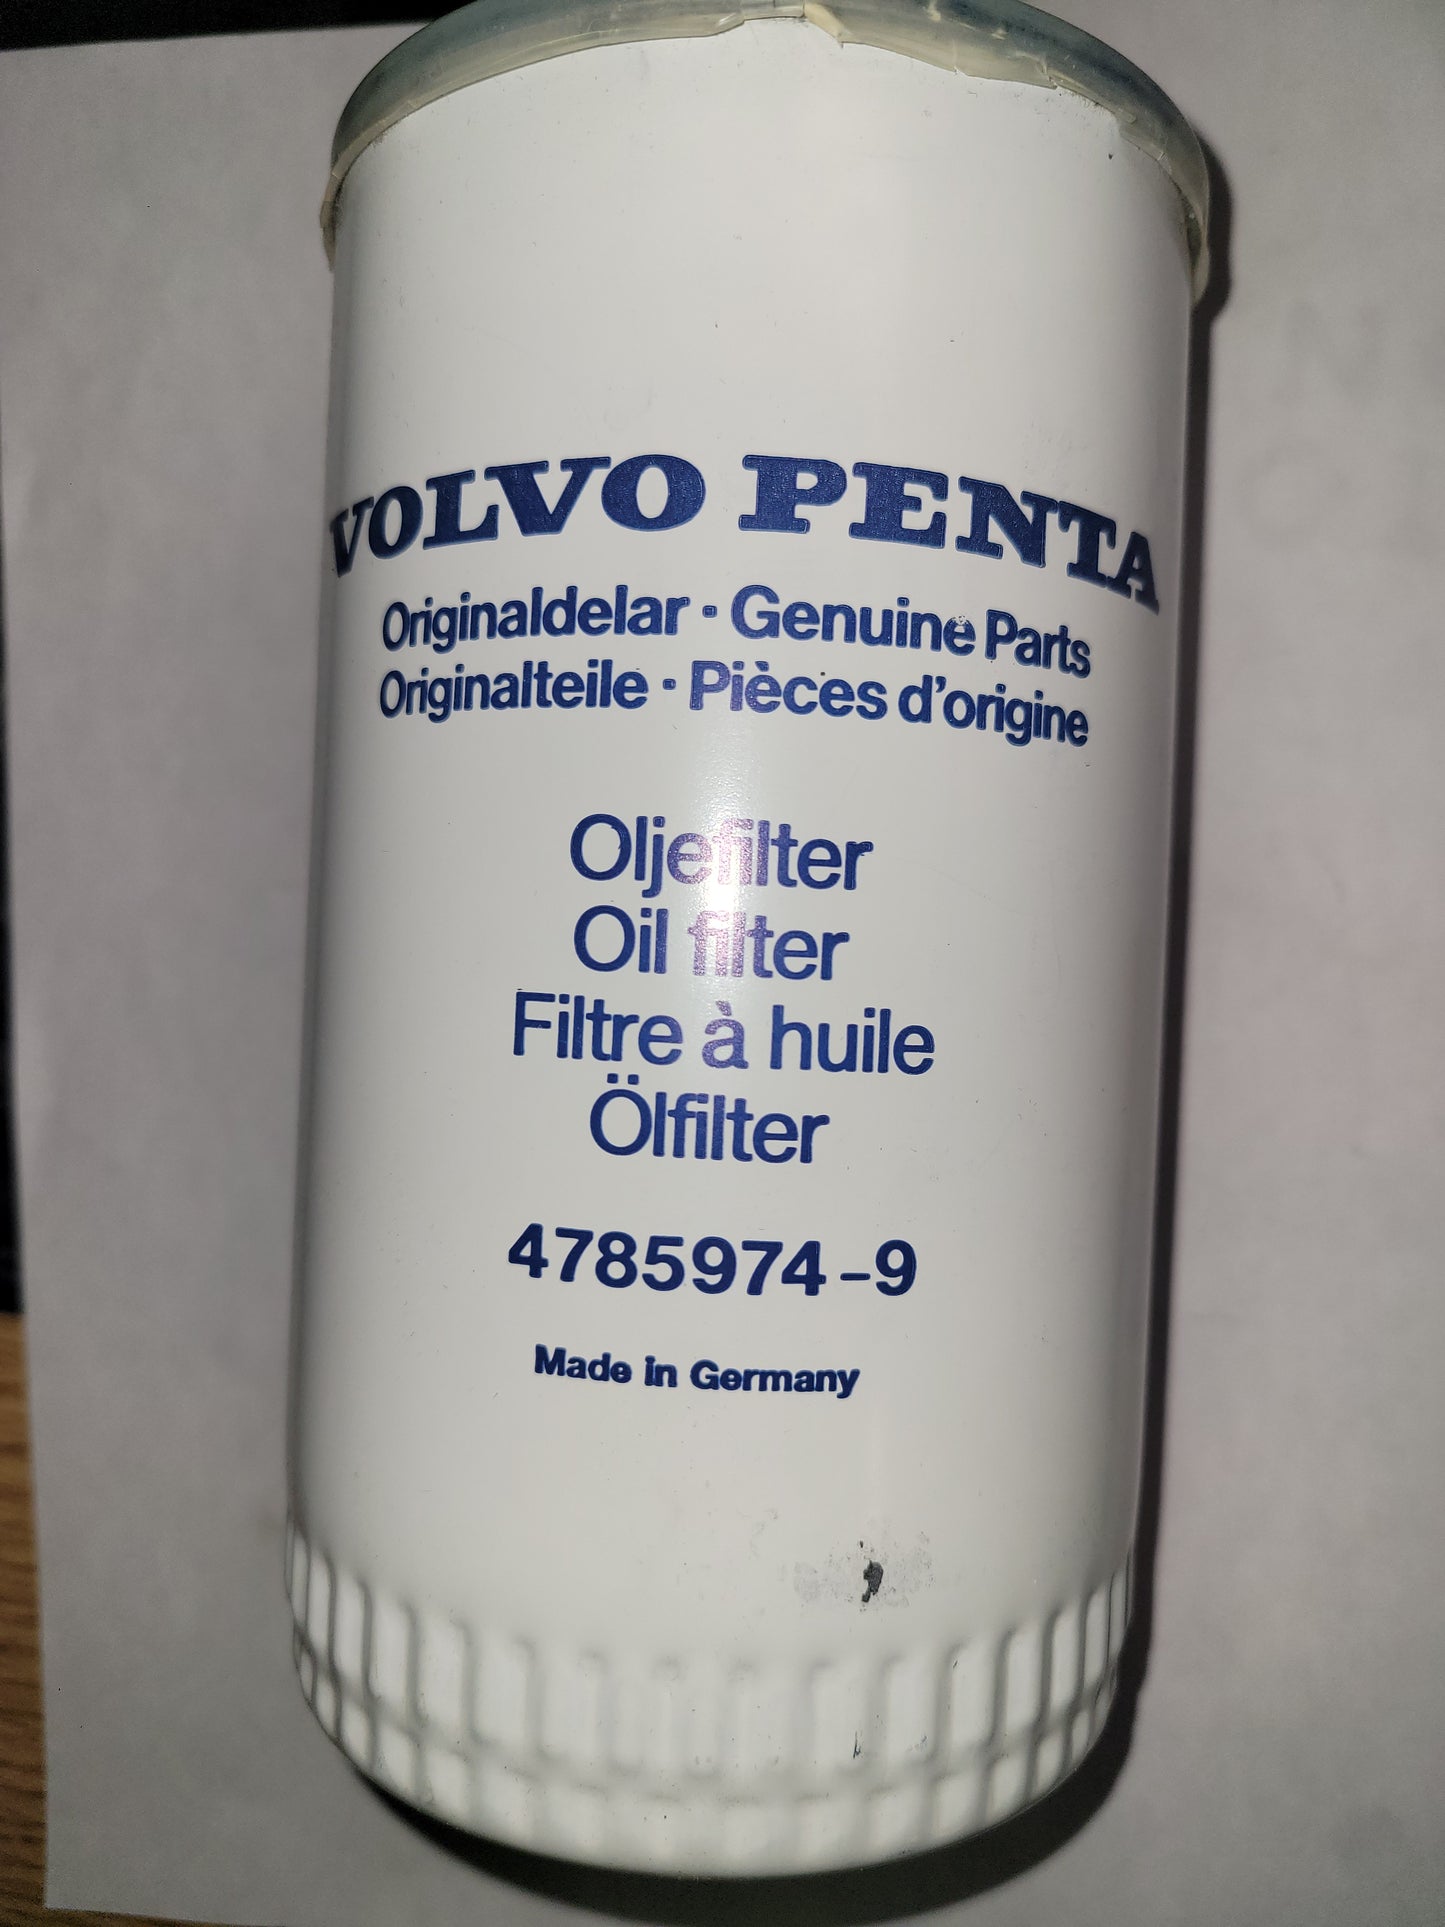 VOLVO PENTA
Originaldelar · Genuine Parts
Originalteile · Pièces d'origine
Oljefilter
Oil filter
Filtre à huile
Ölfilter
4785974-9
Made in Germany